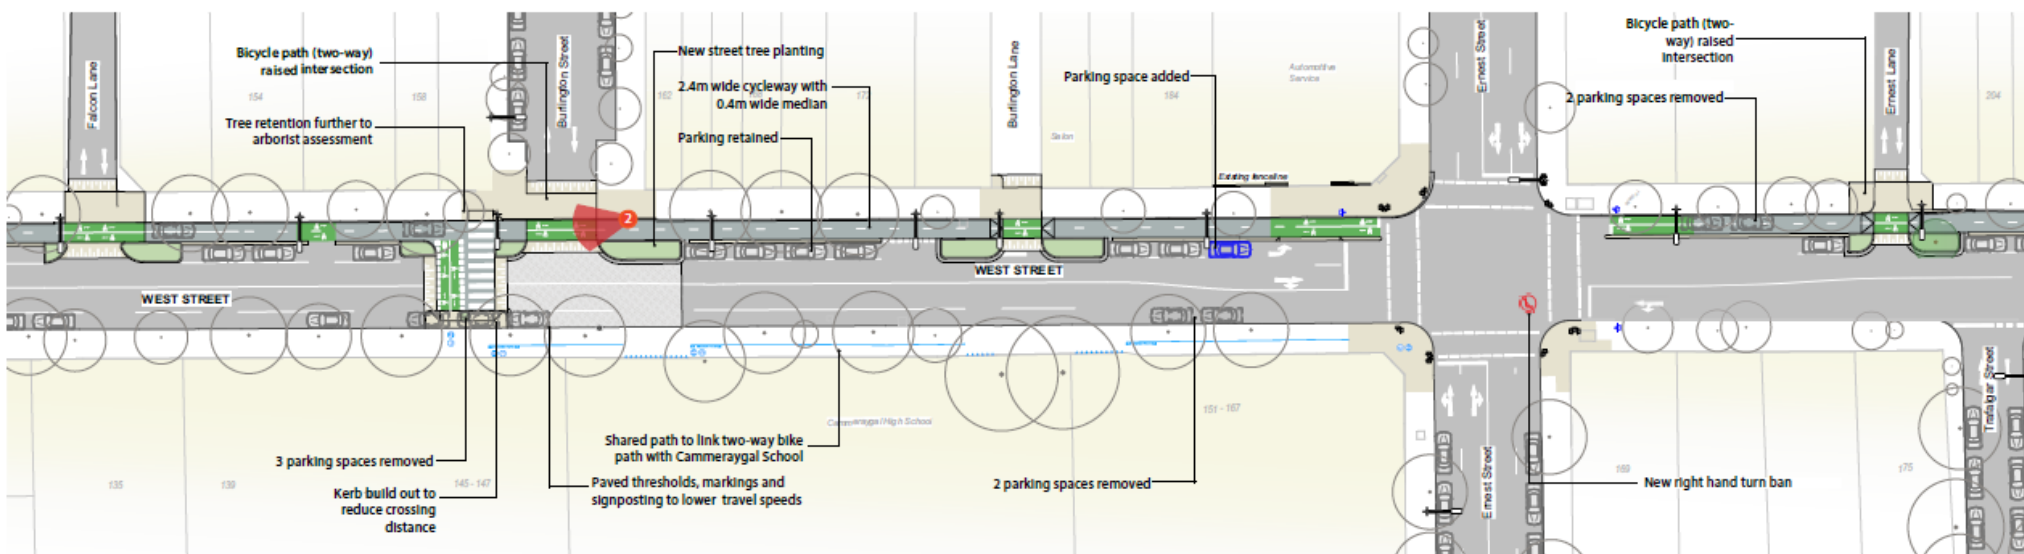 Bicycle path (two-way)
raised intersection
Tree retention further to
arborist assessment
New street tree planting
2.4m wide cycleway with
0.4m wide median
Parking retained
Parking space added
Bicycle path (two-
way) raised
intersection
2 parking spaces removed
Falcon Lane
Burlington Street
Burlington Lane
Ernest Street
Ernest Lane
154
158
162
172
184
204
Salon
Automotive
Service
Existing fenceline
2
WEST STREET
WEST STREET
3 parking spaces removed
Kerb build out to
reduce crossing
distance
Shared path to link two-way bike
path with Cammeraygal School
Paved thresholds, markings and
signposting to lower travel speeds
2 parking spaces removed
New right hand turn ban
Cammeraygal High School
135
139
145 - 147
151 - 167
169
175
Ernest Street
Trafalgar Street